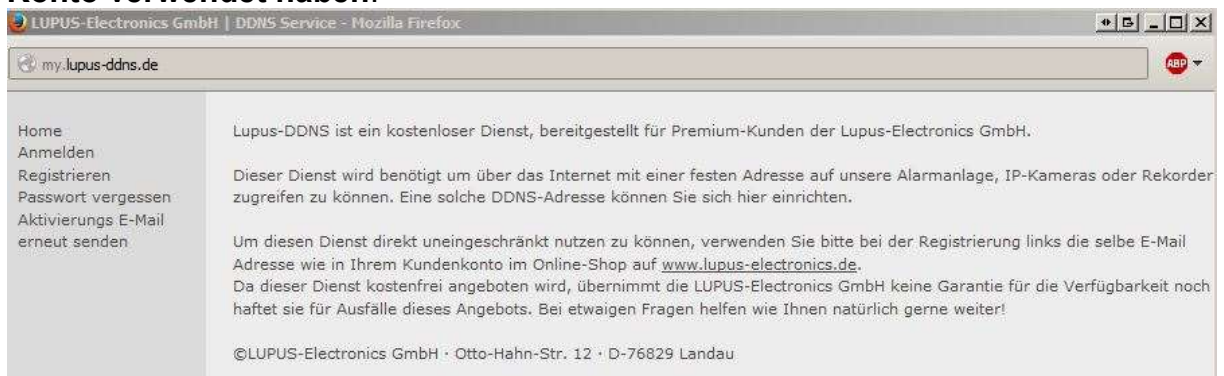 Konto verwendet haben.
LUPUS-Electronics GmbH | DDNS Service - Mozilla Firefox
my.lupus-ddns.de
ABP
Home
Anmelden
Registrieren
Passwort vergessen
Aktivierungs E-Mail
erneut senden
Lupus-DDNS ist ein kostenloser Dienst, bereitgestellt für Premium-Kunden der Lupus-Electronics GmbH.
Dieser Dienst wird benötigt um über das Internet mit einer festen Adresse auf unsere Alarmanlage, IP-Kameras oder Rekorder
zugreifen zu können. Eine solche DDNS-Adresse können Sie sich hier einrichten.
Um diesen Dienst direkt uneingeschränkt nutzen zu können, verwenden Sie bitte bei der Registrierung links die selbe E-Mail
Adresse wie in Ihrem Kundenkonto im Online-Shop auf www.lupus-electronics.de.
Da dieser Dienst kostenfrei angeboten wird, übernimmt die LUPUS-Electronics GmbH keine Garantie für die Verfügbarkeit noch
haftet sie für Ausfälle dieses Angebots. Bei etwaigen Fragen helfen wie Ihnen natürlich gerne weiter!
©LUPUS-Electronics GmbH · Otto-Hahn-Str. 12 · D-76829 Landau